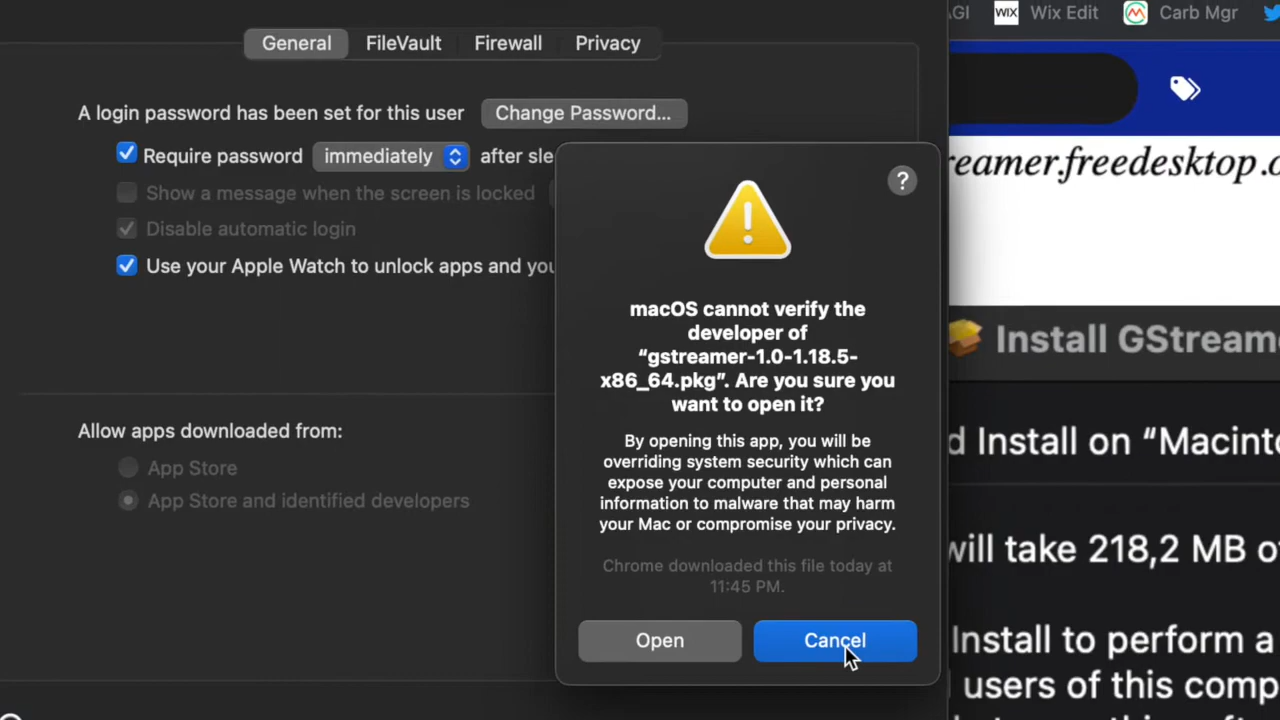 General FileVault Firewall Privacy
A login password has been set for this user Change Password...
Require password immediately after sle
Show a message when the screen is locked
Disable automatic login
Use your Apple Watch to unlock apps and you
Allow apps downloaded from:
App Store
App Store and identified developers
?
macOS cannot verify the
developer of
“gstreamer-1.0-1.18.5-
x86_64.pkg”. Are you sure you
want to open it?
By opening this app, you will be
overriding system security which can
expose your computer and personal
information to malware that may harm
your Mac or compromise your privacy.
Chrome downloaded this file today at
11:45 PM.
Open Cancel
AGI WIX Wix Edit Carb Mgr
reamer.freedesktop.o
Install GStream
d Install on “Macinto
will take 218,2 MB o
Install to perform a
users of this comp